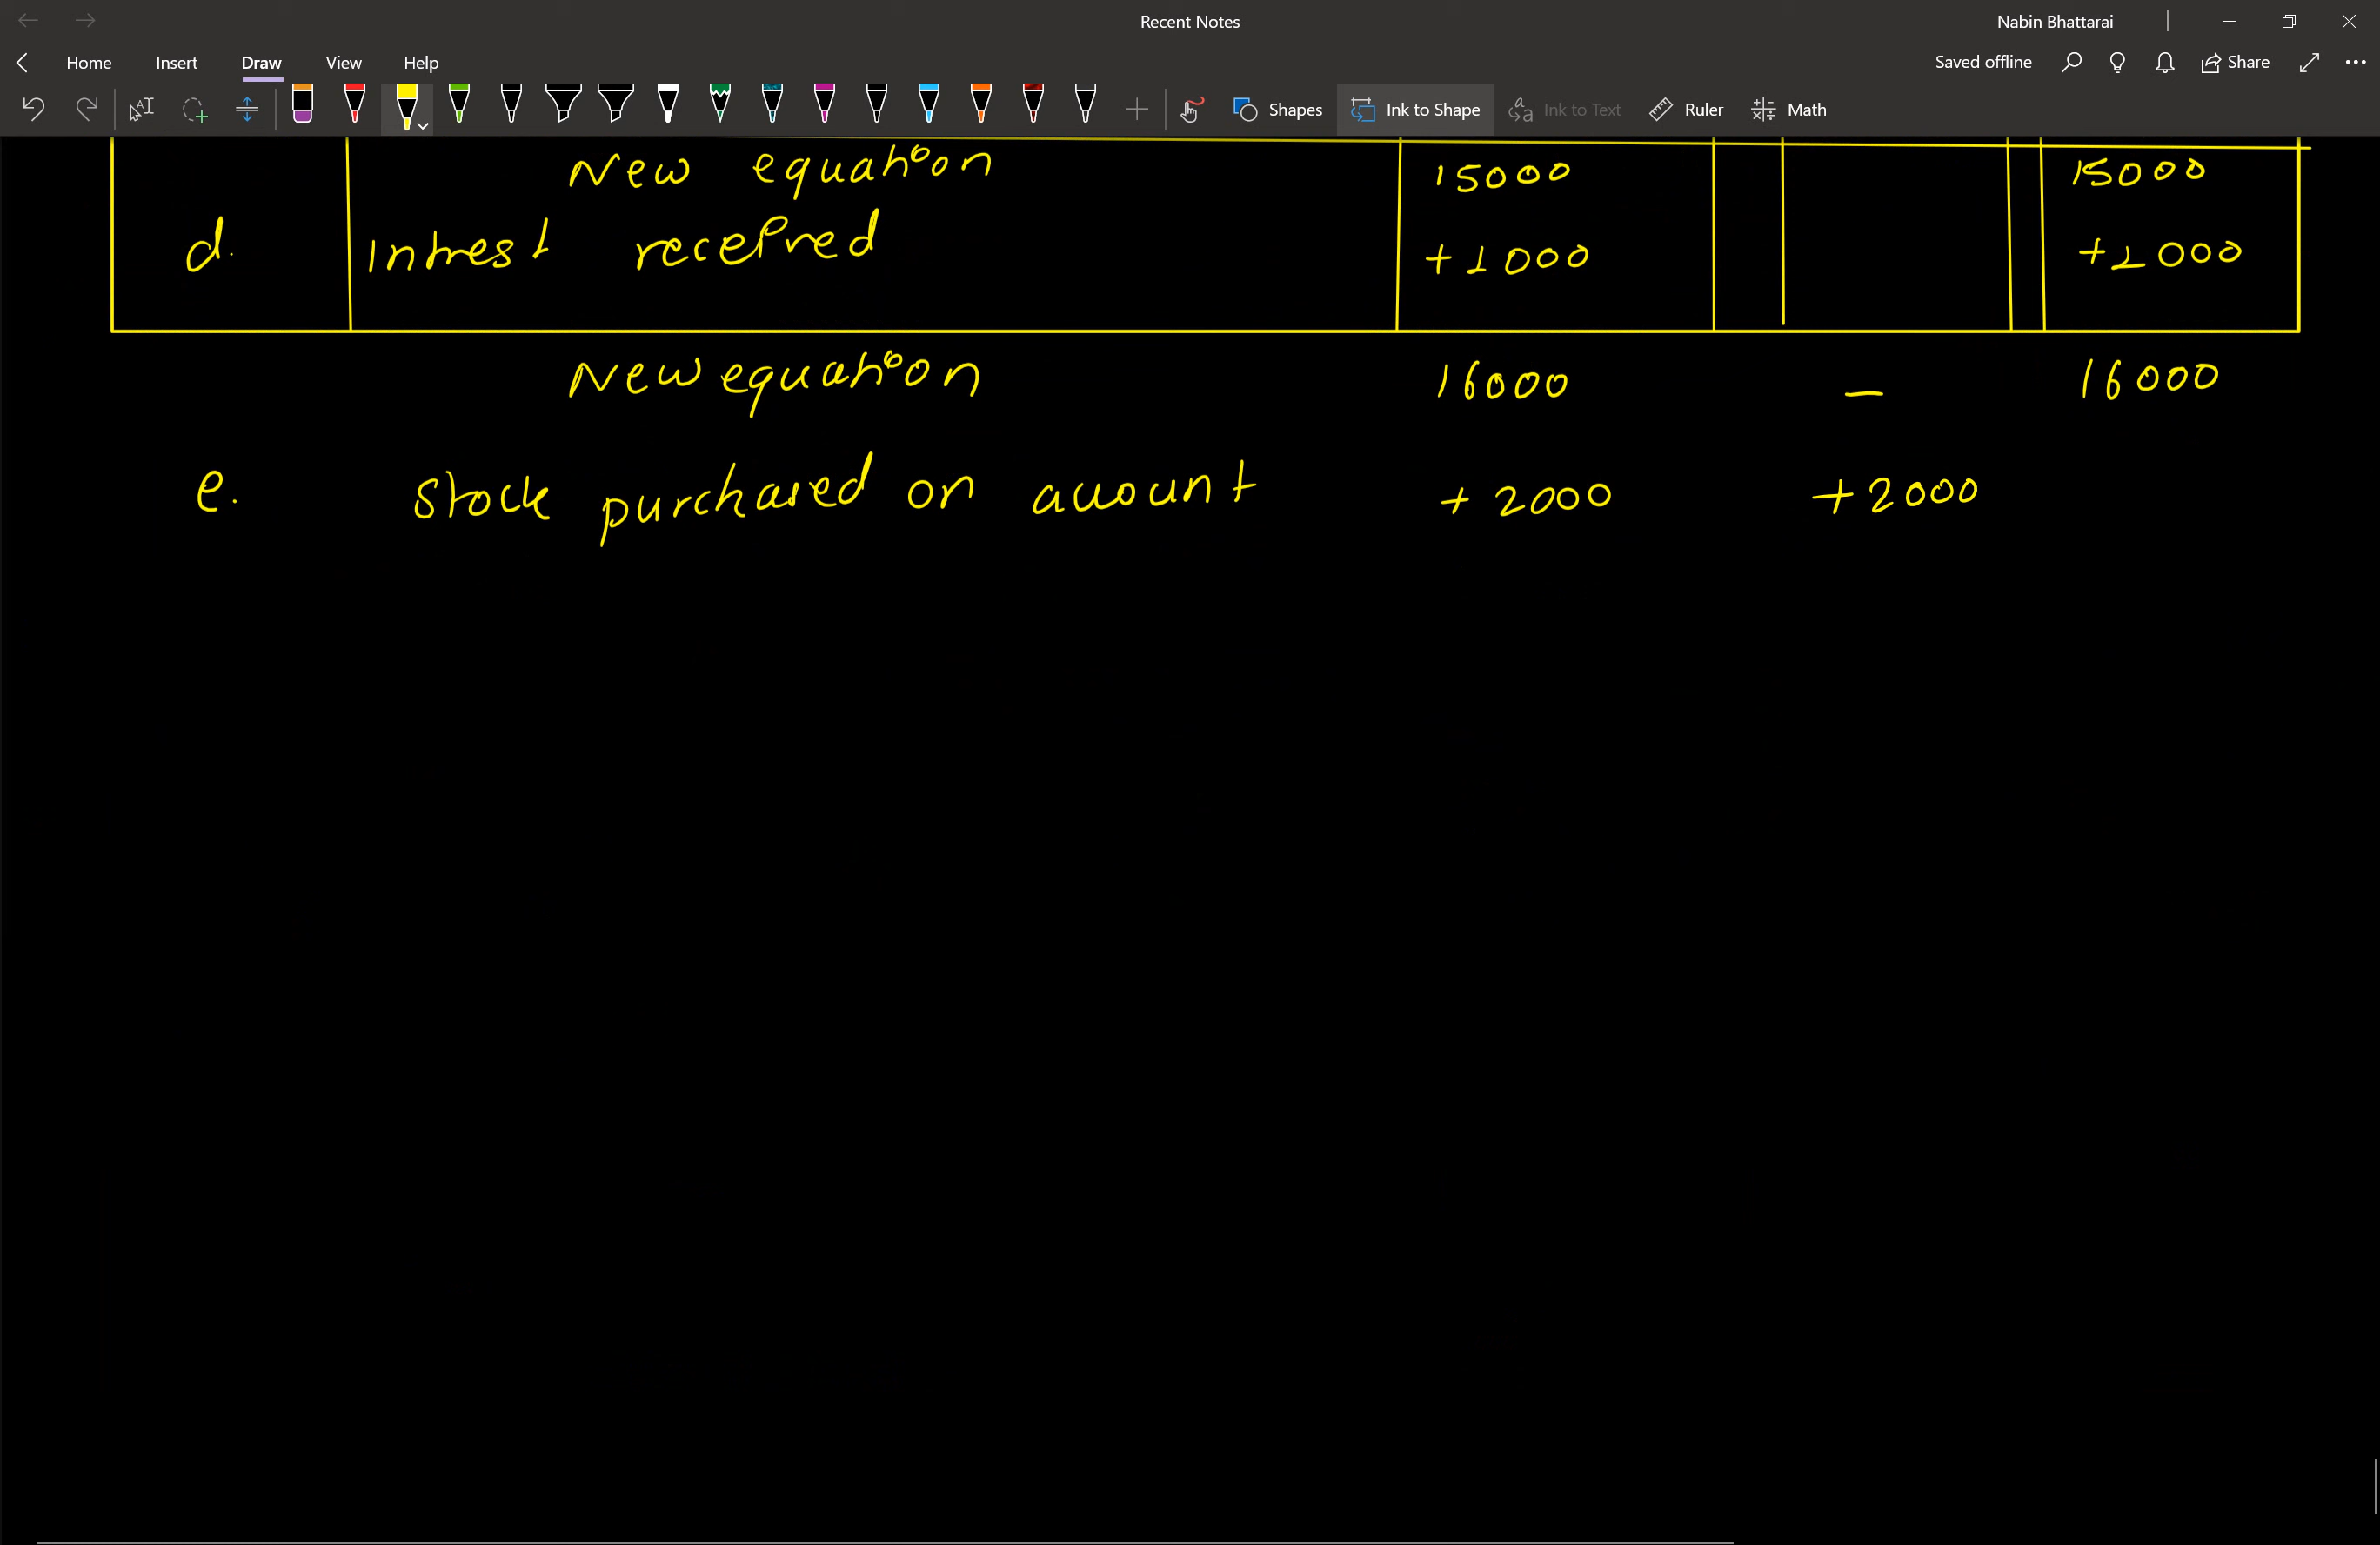 Recent Notes Nabin Bhattarai
Home Insert Draw View Help Saved offline Share
Shapes Ink to Shape Ink to Text Ruler Math
New equation 15000 15000
d. Intrest received +1000 +1000
New equation 16000 — 16000
e. Stock purchased on account +2000 +2000